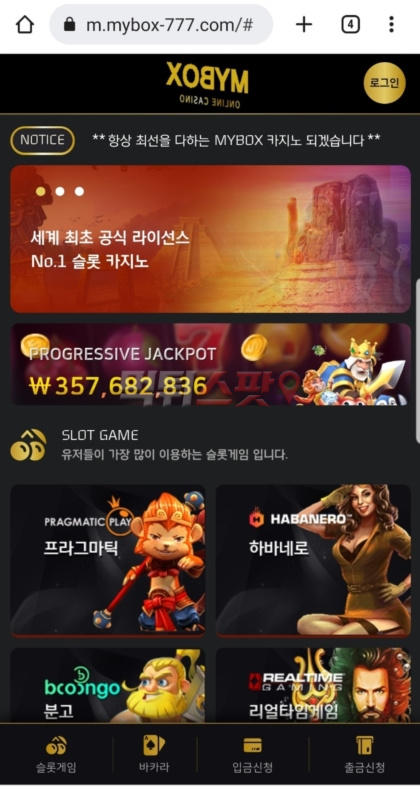 m.mybox-777.com/#
4
MYBOX
ONLINE CASINO
로그인
NOTICE
** 항상 최선을 다하는 MYBOX 카지노 되겠습니다 **
세계 최초 공식 라이선스
No.1 슬롯 카지노
PROGRESSIVE JACKPOT
₩357,682,836
먹튀스팟
SLOT GAME
유저들이 가장 많이 이용하는 슬롯게임 입니다.
PRAGMATIC PLAY
프라그마틱
HABANERO
하바네로
booongo
분고
REALTIME
GAMING
리얼타임게임
슬롯게임
바카라
입금신청
출금신청